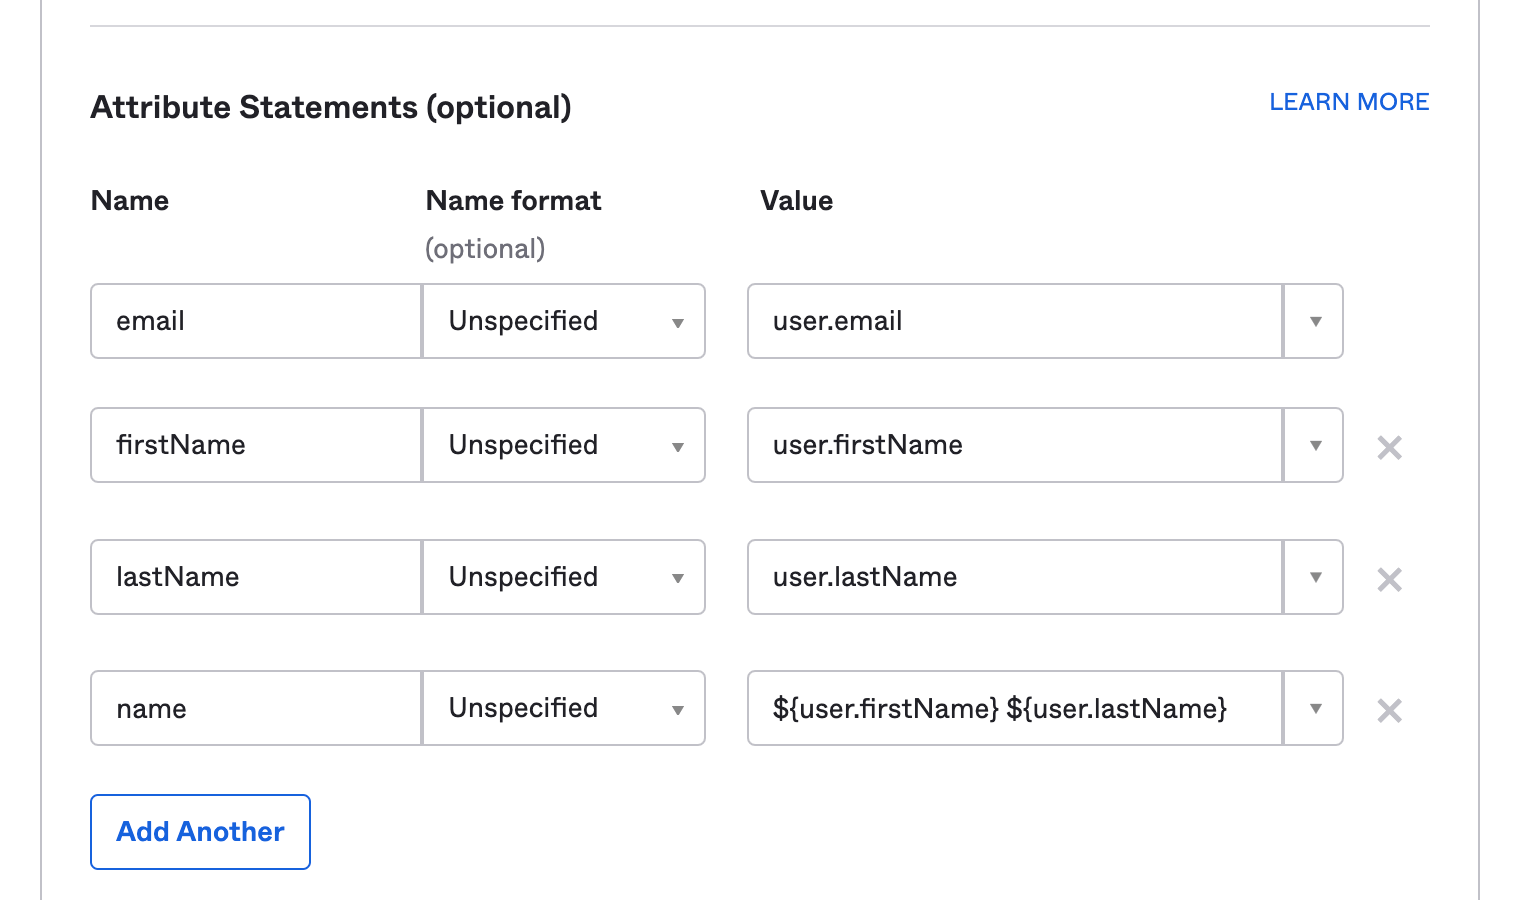 Attribute Statements (optional)
LEARN MORE
Name Name format Value
(optional)
email Unspecified user.email
firstName Unspecified user.firstName
lastName Unspecified user.lastName
name Unspecified ${user.firstName} ${user.lastName}
Add Another